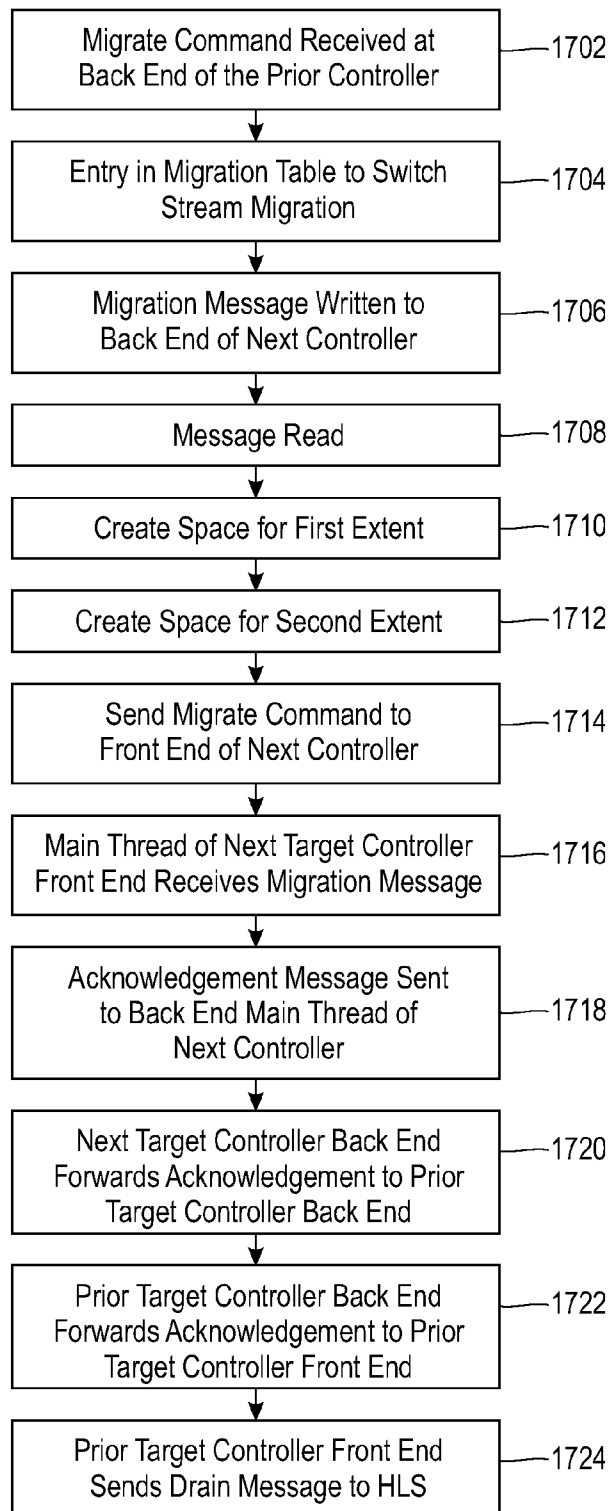 Migrate Command Received at
Back End of the Prior Controller
1702
Entry in Migration Table to Switch
Stream Migration
1704
Migration Message Written to
Back End of Next Controller
1706
Message Read
1708
Create Space for First Extent
1710
Create Space for Second Extent
1712
Send Migrate Command to
Front End of Next Controller
1714
Main Thread of Next Target Controller
Front End Receives Migration Message
1716
Acknowledgement Message Sent
to Back End Main Thread of
Next Controller
1718
Next Target Controller Back End
Forwards Acknowledgement to Prior
Target Controller Back End
1720
Prior Target Controller Back End
Forwards Acknowledgement to Prior
Target Controller Front End
1722
Prior Target Controller Front End
Sends Drain Message to HLS
1724